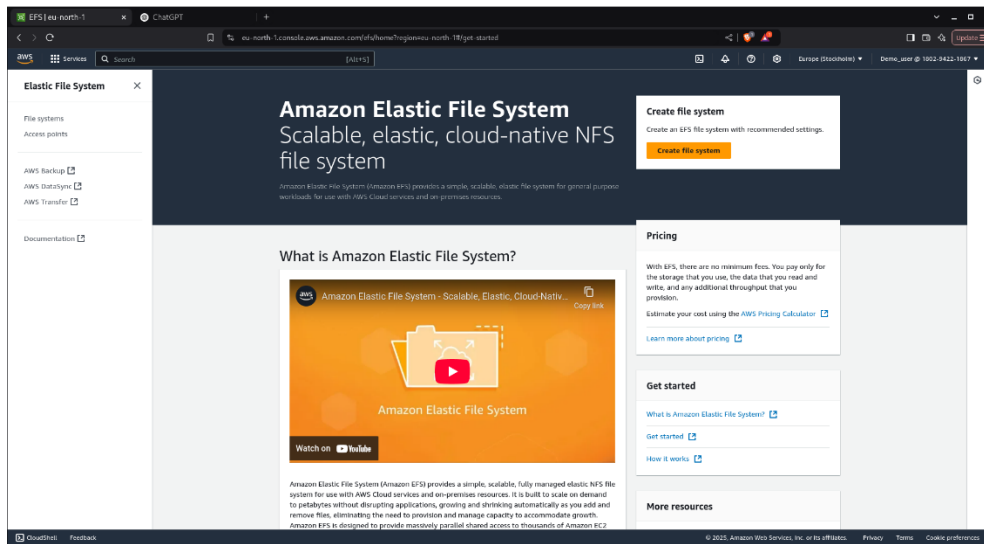 EFS | eu-north-1
ChatGPT
eu-north-1.console.aws.amazon.com/efs/home?region=eu-north-1#/get-started
Update
aws
Services
Search
[Alt+S]
Europe (Stockholm)
Demo_user @ 1802-9422-1867
Elastic File System
File systems
Access points
AWS Backup
AWS DataSync
AWS Transfer
Documentation
Amazon Elastic File System
Scalable, elastic, cloud-native NFS
file system
Amazon Elastic File System (Amazon EFS) provides a simple, scalable, elastic file system for general purpose
workloads for use with AWS Cloud services and on-premises resources.
Create file system
Create an EFS file system with recommended settings.
Create file system
What is Amazon Elastic File System?
aws
Amazon Elastic File System - Scalable, Elastic, Cloud-Nativ...
Copy link
Amazon Elastic File System
Watch on YouTube
Amazon Elastic File System (Amazon EFS) provides a simple, scalable, fully managed elastic NFS file
system for use with AWS Cloud services and on-premises resources. It is built to scale on demand
to petabytes without disrupting applications, growing and shrinking automatically as you add and
remove files, eliminating the need to provision and manage capacity to accommodate growth.
Amazon EFS is designed to provide massively parallel shared access to thousands of Amazon EC2
Pricing
With EFS, there are no minimum fees. You pay only for
the storage that you use, the data that you read and
write, and any additional throughput that you
provision.
Estimate your cost using the AWS Pricing Calculator
Learn more about pricing
Get started
What is Amazon Elastic File System?
Get started
How it works
More resources
CloudShell
Feedback
© 2025, Amazon Web Services, Inc. or its affiliates.
Privacy
Terms
Cookie preferences